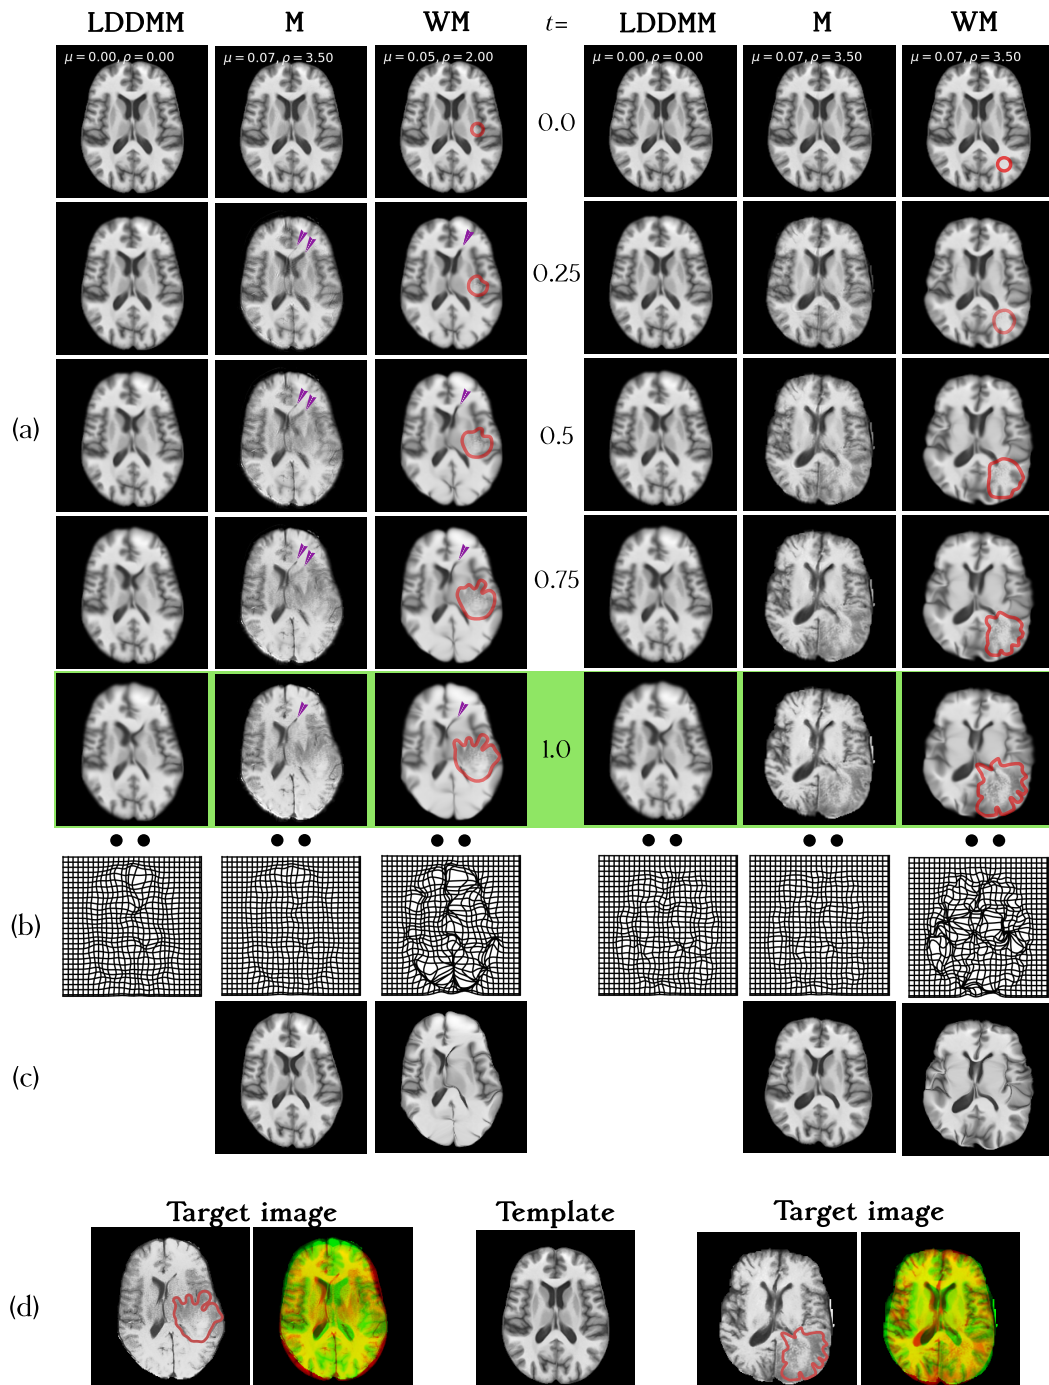 LDDMM M WM t= LDDMM M WM
μ=0.00, ρ=0.00 μ=0.07, ρ=3.50 μ=0.05, ρ=2.00 μ=0.00, ρ=0.00 μ=0.07, ρ=3.50 μ=0.07, ρ=3.50
0.0
0.25
(a) 0.5
0.75
1.0
(b)
(c)
Target image Template Target image
(d)